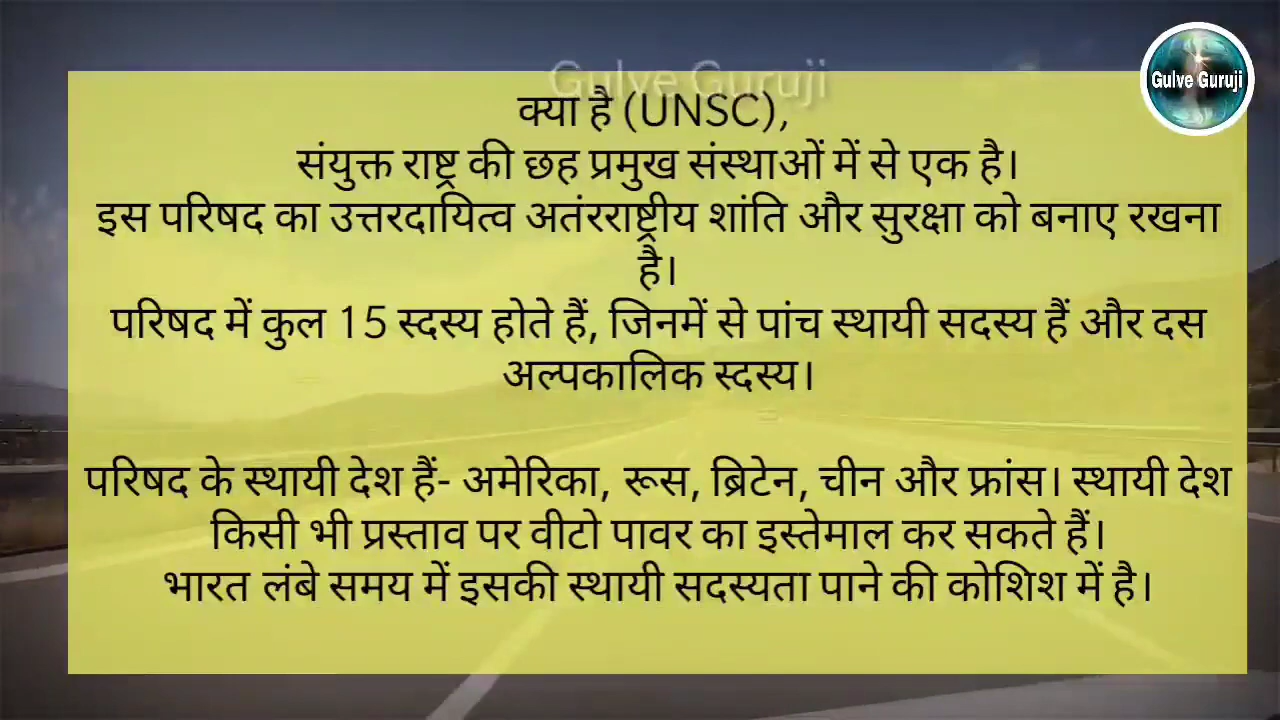 Gulve Guruji
Gulve Guruji
क्या है (UNSC),
संयुक्त राष्ट्र की छह प्रमुख संस्थाओं में से एक है।
इस परिषद का उत्तरदायित्व अतंरराष्ट्रीय शांति और सुरक्षा को बनाए रखना
है।
परिषद में कुल 15 स्दस्य होते हैं, जिनमें से पांच स्थायी सदस्य हैं और दस
अल्पकालिक स्दस्य।
परिषद के स्थायी देश हैं- अमेरिका, रूस, ब्रिटेन, चीन और फ्रांस। स्थायी देश
किसी भी प्रस्ताव पर वीटो पावर का इस्तेमाल कर सकते हैं।
भारत लंबे समय में इसकी स्थायी सदस्यता पाने की कोशिश में है।